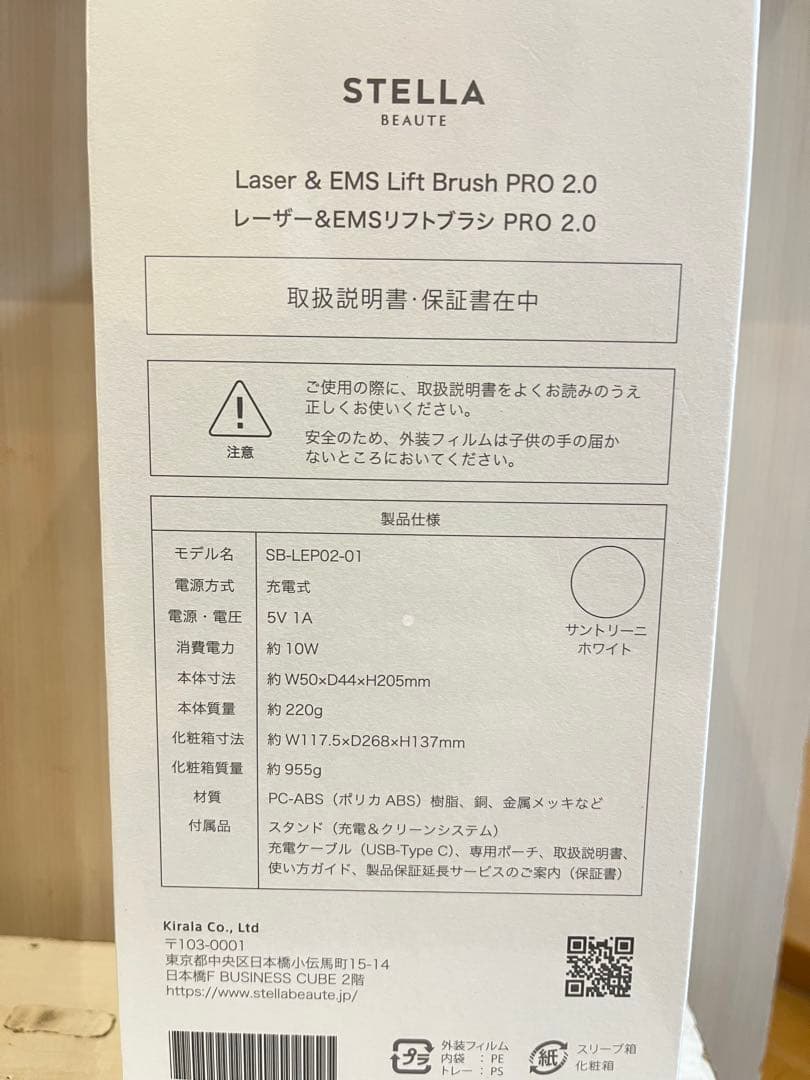 STELLA
BEAUTE
Laser & EMS Lift Brush PRO 2.0
レーザー&EMSリフトブラシ PRO 2.0
取扱説明書・保証書在中
ご使用の際に、取扱説明書をよくお読みのうえ
正しくお使いください。
安全のため、外装フィルムは子供の手の届か
ないところにおいてください。
注意
製品仕様
モデル名 SB-LEP02-01
電源方式 充電式
電源・電圧 5V 1A
消費電力 約 10W
本体寸法 約 W50×D44×H205mm
本体質量 約 220g
化粧箱寸法 約 W117.5×D268×H137mm
化粧箱質量 約 955g
材質 PC-ABS（ポリカ ABS）樹脂、銅、金属メッキなど
付属品 スタンド（充電&クリーンシステム）
充電ケーブル（USB-Type C）、専用ポーチ、取扱説明書、
使い方ガイド、製品保証延長サービスのご案内（保証書）
サントリーニ
ホワイト
Kirala Co., Ltd
〒103-0001
東京都中央区日本橋小伝馬町15-14
日本橋F BUSINESS CUBE 2階
https://www.stellabeaute.jp/
プラ
外装フィルム
内袋 ：PE
トレー：PS
紙
スリーブ箱
化粧箱